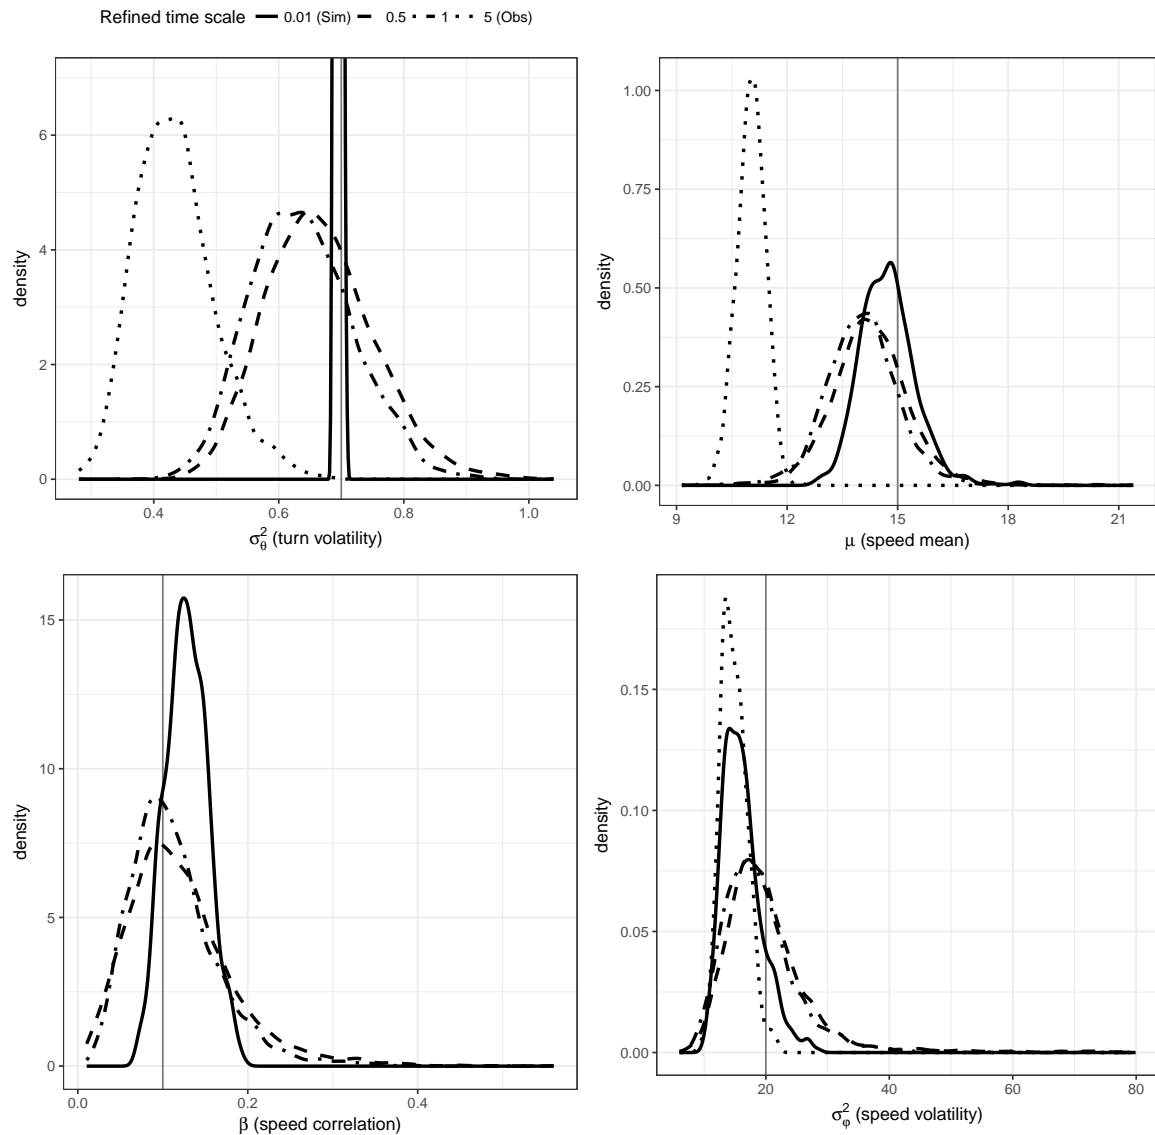 Refined time scale 0.01 (Sim) 0.5 1 5 (Obs)
density
6
4
2
0
0.4 0.6 0.8 1.0
σ²θ (turn volatility)
density
1.00
0.75
0.50
0.25
0.00
9 12 15 18 21
μ (speed mean)
density
15
10
5
0
0.0 0.2 0.4
β (speed correlation)
density
0.15
0.10
0.05
0.00
20 40 60 80
σ²φ (speed volatility)